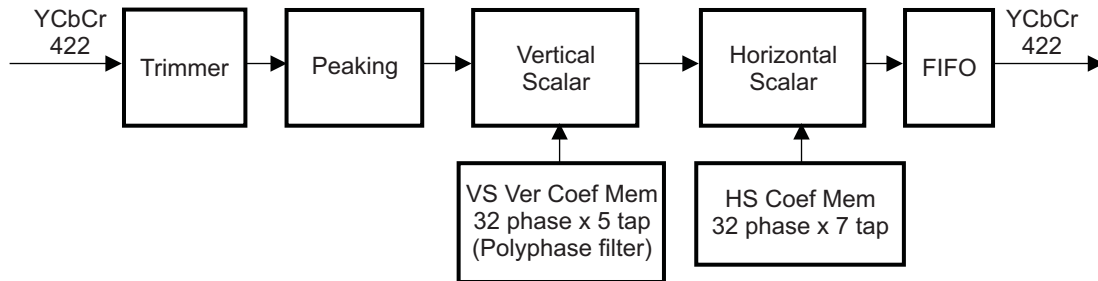 YCbCr
422
Trimmer
Peaking
Vertical
Scalar
Horizontal
Scalar
FIFO
YCbCr
422
VS Ver Coef Mem
32 phase x 5 tap
(Polyphase filter)
HS Coef Mem
32 phase x 7 tap